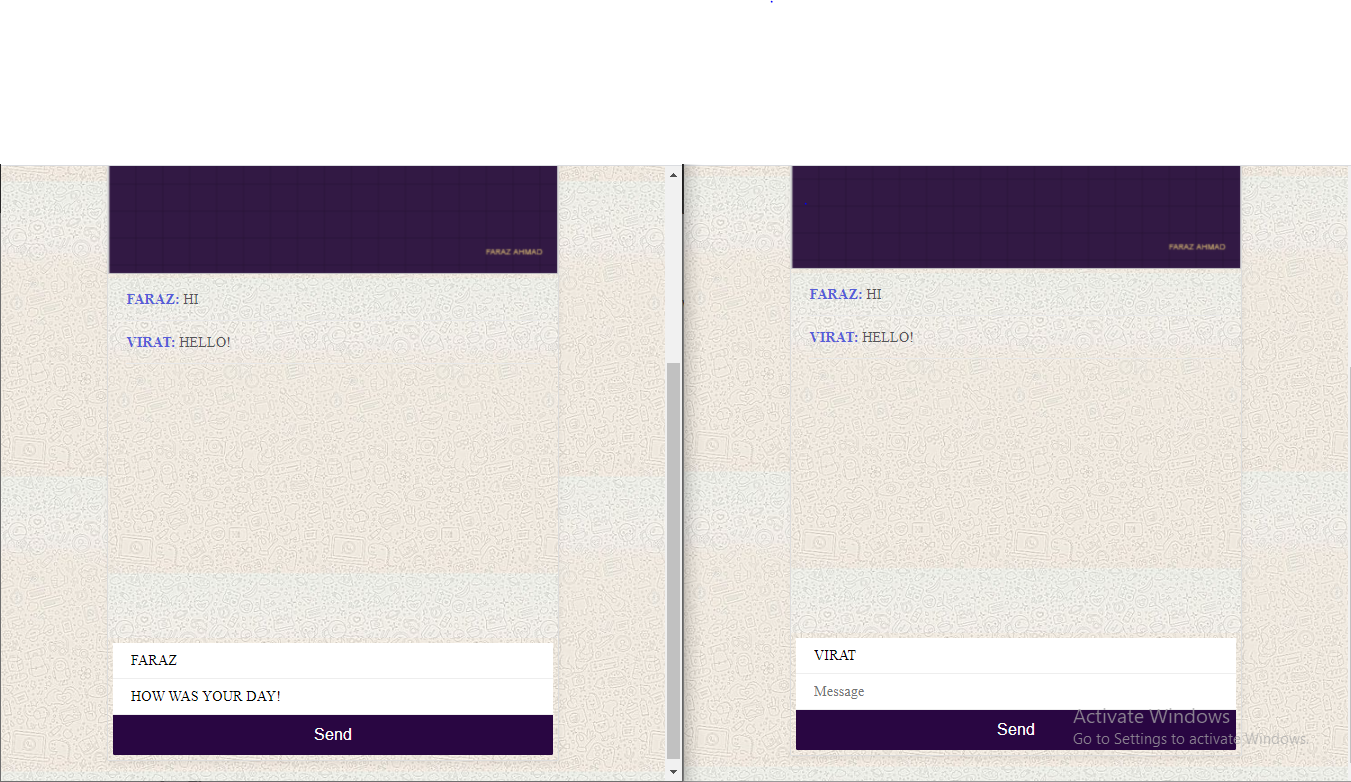 FARAZ AHMAD
FARAZ: HI
VIRAT: HELLO!
FARAZ
HOW WAS YOUR DAY!
Send
FARAZ AHMAD
FARAZ: HI
VIRAT: HELLO!
VIRAT
Message
Send
Activate Windows
Go to Settings to activate Windows.